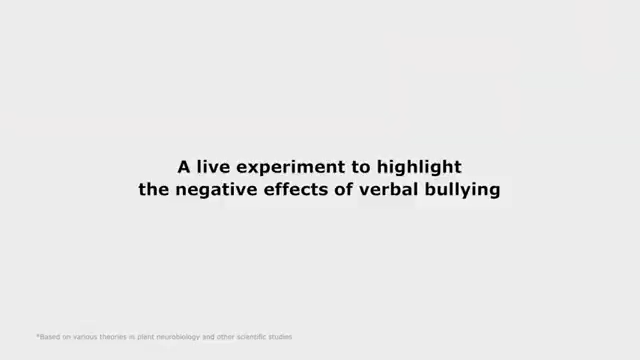 A live experiment to highlight
the negative effects of verbal bullying
*Based on various theories in plant neurobiology and other scientific studies